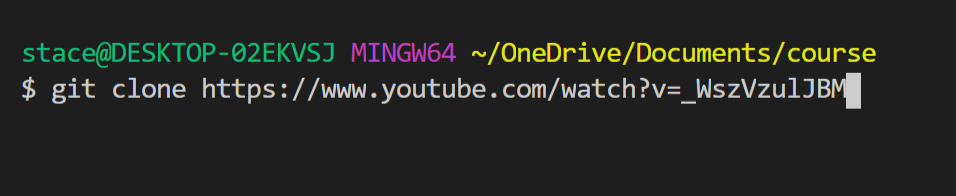 stace@DESKTOP-02EKVSJ MINGW64 ~/OneDrive/Documents/course
$ git clone https://www.youtube.com/watch?v=_WszVzulJBM